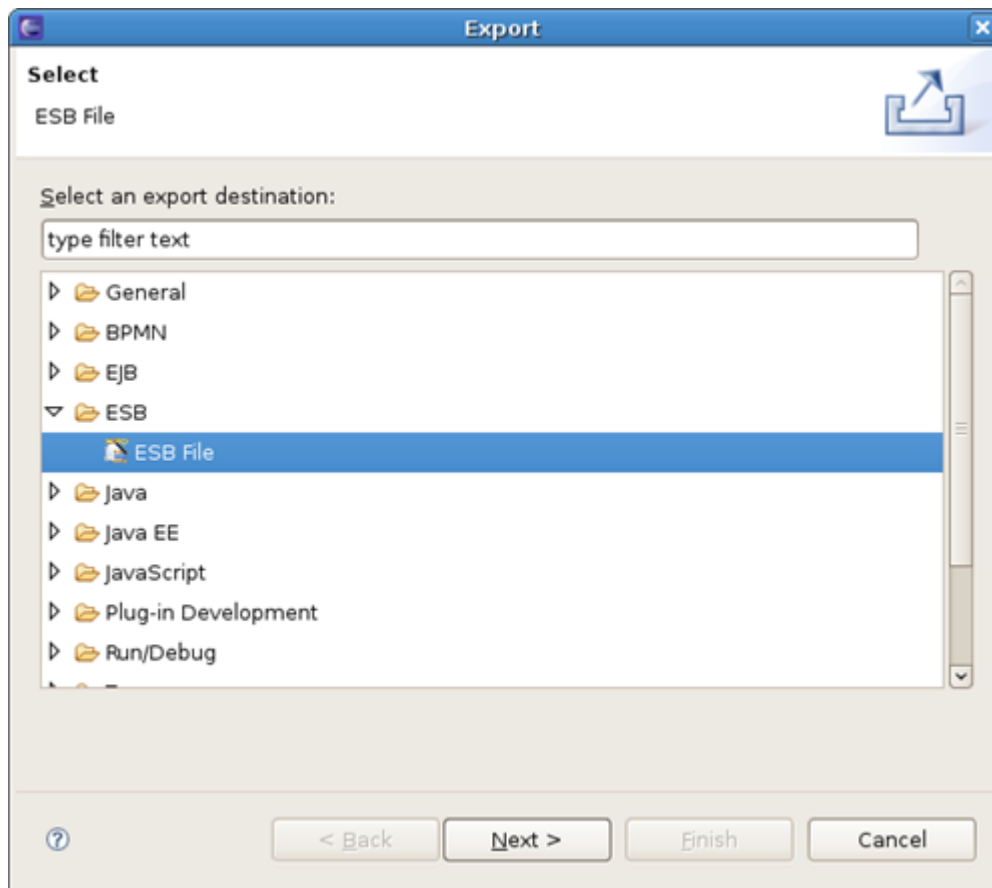 Export
Select
ESB File
Select an export destination:
type filter text
General
BPMN
EJB
ESB
ESB File
Java
Java EE
JavaScript
Plug-in Development
Run/Debug
< Back Next > Finish Cancel